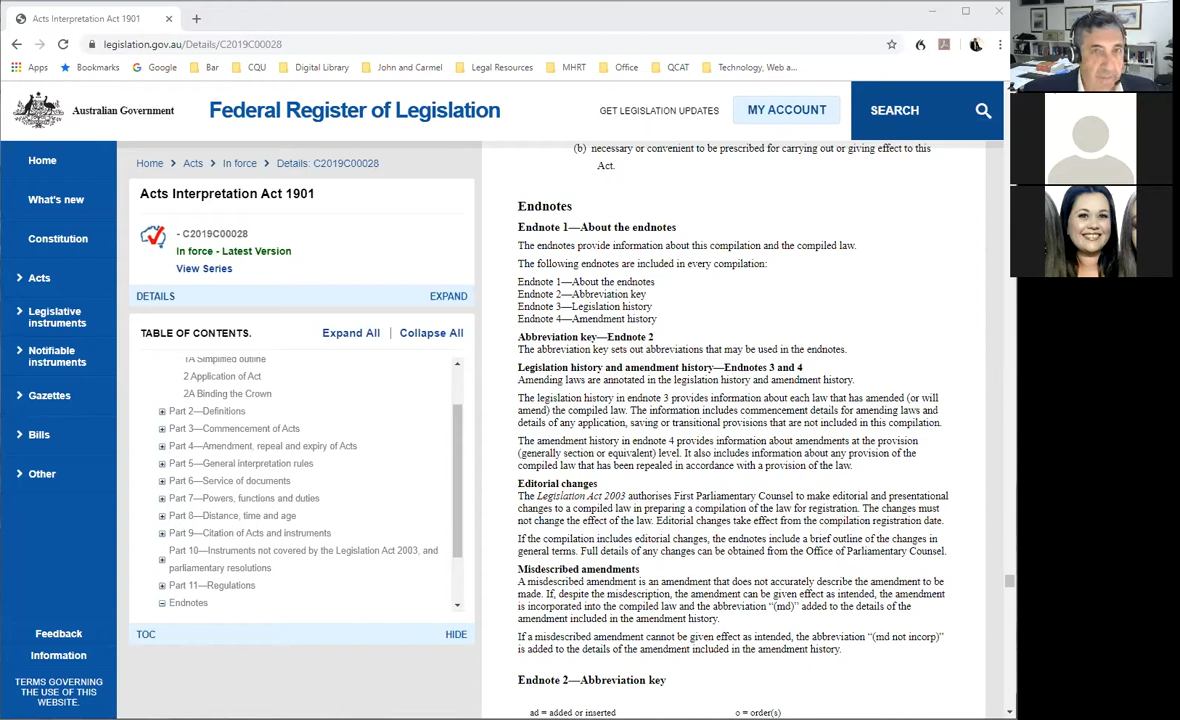 Acts Interpretation Act 1901
legislation.gov.au/Details/C2019C00028
Apps Bookmarks Google Bar CQU Digital Library John and Carmel Legal Resources MHRT Office QCAT Technology, Web a...
Australian Government
Federal Register of Legislation
GET LEGISLATION UPDATES
MY ACCOUNT
SEARCH
Home
What's new
Constitution
Acts
Legislative
instruments
Notifiable
instruments
Gazettes
Bills
Other
Feedback
Information
TERMS GOVERNING
THE USE OF THIS
WEBSITE.
Home Acts In force Details: C2019C00028
Acts Interpretation Act 1901
- C2019C00028
In force - Latest Version
View Series
DETAILS
EXPAND
TABLE OF CONTENTS.
Expand All | Collapse All
1A Simplified outline
2 Application of Act
2A Binding the Crown
Part 2—Definitions
Part 3—Commencement of Acts
Part 4—Amendment, repeal and expiry of Acts
Part 5—General interpretation rules
Part 6—Service of documents
Part 7—Powers, functions and duties
Part 8—Distance, time and age
Part 9—Citation of Acts and instruments
Part 10—Instruments not covered by the Legislation Act 2003, and
parliamentary resolutions
Part 11—Regulations
Endnotes
TOC
HIDE
(b) necessary or convenient to be prescribed for carrying out or giving effect to this
Act.
Endnotes
Endnote 1—About the endnotes
The endnotes provide information about this compilation and the compiled law.
The following endnotes are included in every compilation:
Endnote 1—About the endnotes
Endnote 2—Abbreviation key
Endnote 3—Legislation history
Endnote 4—Amendment history
Abbreviation key—Endnote 2
The abbreviation key sets out abbreviations that may be used in the endnotes.
Legislation history and amendment history—Endnotes 3 and 4
Amending laws are annotated in the legislation history and amendment history.
The legislation history in endnote 3 provides information about each law that has amended (or will
amend) the compiled law. The information includes commencement details for amending laws and
details of any application, saving or transitional provisions that are not included in this compilation.
The amendment history in endnote 4 provides information about amendments at the provision
(generally section or equivalent) level. It also includes information about any provision of the
compiled law that has been repealed in accordance with a provision of the law.
Editorial changes
The Legislation Act 2003 authorises First Parliamentary Counsel to make editorial and presentational
changes to a compiled law in preparing a compilation of the law for registration. The changes must
not change the effect of the law. Editorial changes take effect from the compilation registration date.
If the compilation includes editorial changes, the endnotes include a brief outline of the changes in
general terms. Full details of any changes can be obtained from the Office of Parliamentary Counsel.
Misdescribed amendments
A misdescribed amendment is an amendment that does not accurately describe the amendment to be
made. If, despite the misdescription, the amendment can be given effect as intended, the amendment
is incorporated into the compiled law and the abbreviation “(md)” added to the details of the
amendment included in the amendment history.
If a misdescribed amendment cannot be given effect as intended, the abbreviation “(md not incorp)”
is added to the details of the amendment included in the amendment history.
Endnote 2—Abbreviation key
ad = added or inserted
o = order(s)